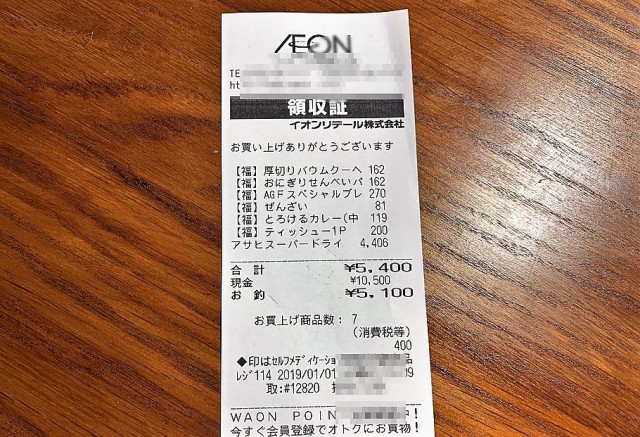 ÆON
TE
ht
領収証
イオンリテール株式会社
お買い上げありがとうございます
【福】厚切りバウムクーヘ 162
【福】おにぎりせんべいパ 162
【福】AGFスペシャルブレ 270
【福】ぜんざい 81
【福】とろけるカレー(中 119
【福】ティッシュー1P 200
アサヒスーパードライ 4,406
合計 ¥5,400
現金 ¥10,500
お釣 ¥5,100
お買上げ商品数: 7
(消費税等)
400
◆印はセルフメディケーショ 品
レジ114 2019/01/01 09
取:#12820
WAON POIN 中!
今すぐ会員登録でオトクにお買物!